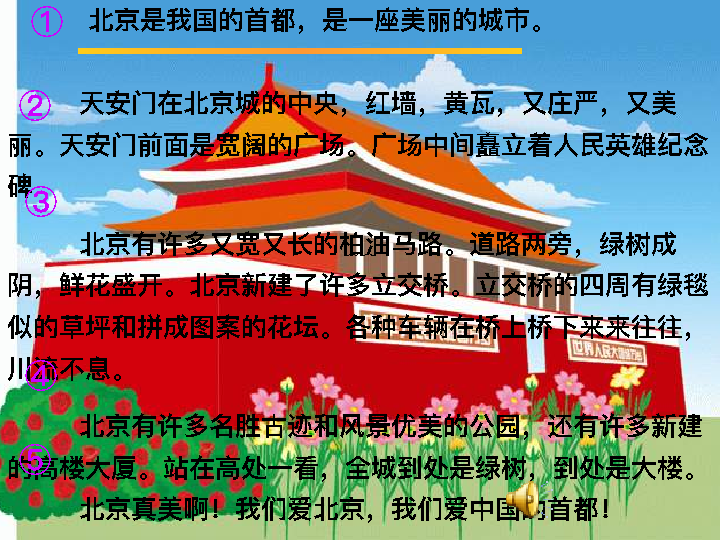 ① 北京是我国的首都，是一座美丽的城市。
② 天安门在北京城的中央，红墙，黄瓦，又庄严，又美
丽。天安门前面是宽阔的广场。广场中间矗立着人民英雄纪念
碑
③
北京有许多又宽又长的柏油马路。道路两旁，绿树成
阴，鲜花盛开。北京新建了许多立交桥。立交桥的四周有绿毯
似的草坪和拼成图案的花坛。各种车辆在桥上桥下来来往往，
川流不息。
④
北京有许多名胜古迹和风景优美的公园，还有许多新建
⑤
的高楼大厦。站在高处一看，全城到处是绿树，到处是大楼。
北京真美啊！我们爱北京，我们爱中国的首都！